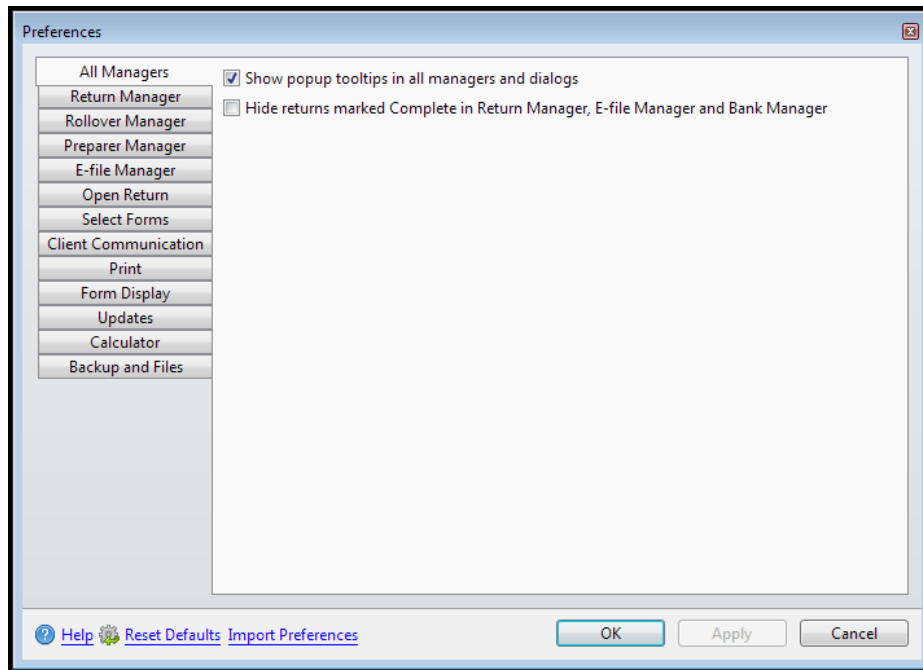 Preferences
All Managers
Return Manager
Rollover Manager
Preparer Manager
E-file Manager
Open Return
Select Forms
Client Communication
Print
Form Display
Updates
Calculator
Backup and Files
Show popup tooltips in all managers and dialogs
Hide returns marked Complete in Return Manager, E-file Manager and Bank Manager
Help Reset Defaults Import Preferences OK Apply Cancel